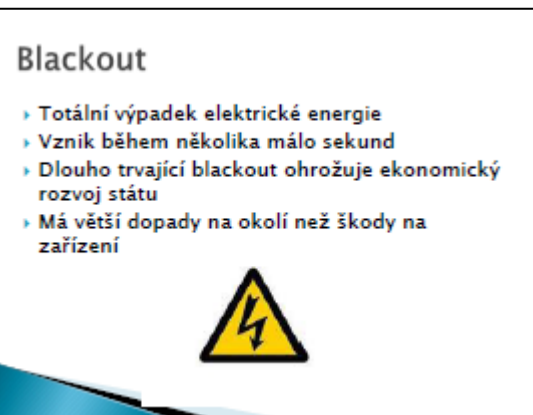 Blackout
Totální výpadek elektrické energie
Vznik během několika málo sekund
Dlouho trvající blackout ohrožuje ekonomický
rozvoj státu
Má větší dopady na okolí než škody na
zařízení